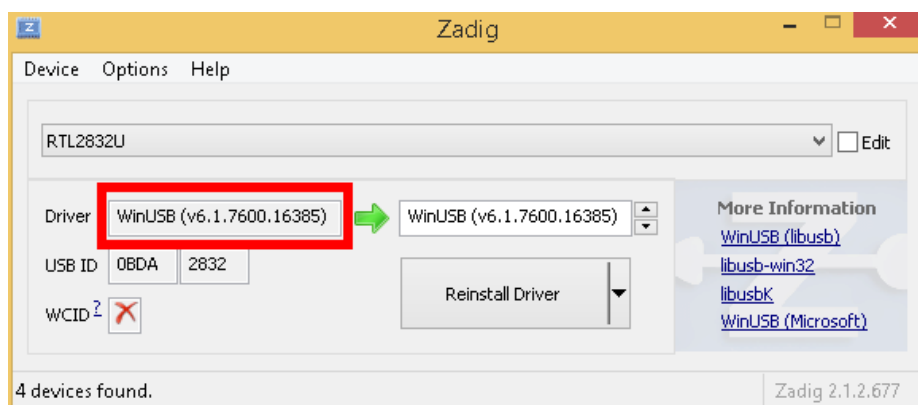 Z
Zadig
Device Options Help
RTL2832U
Edit
Driver WinUSB (v6.1.7600.16385) WinUSB (v6.1.7600.16385)
More Information
WinUSB (libusb)
USB ID 0BDA 2832
libusb-win32
Reinstall Driver
libusbK
WCID ?
WinUSB (Microsoft)
4 devices found.
Zadig 2.1.2.677